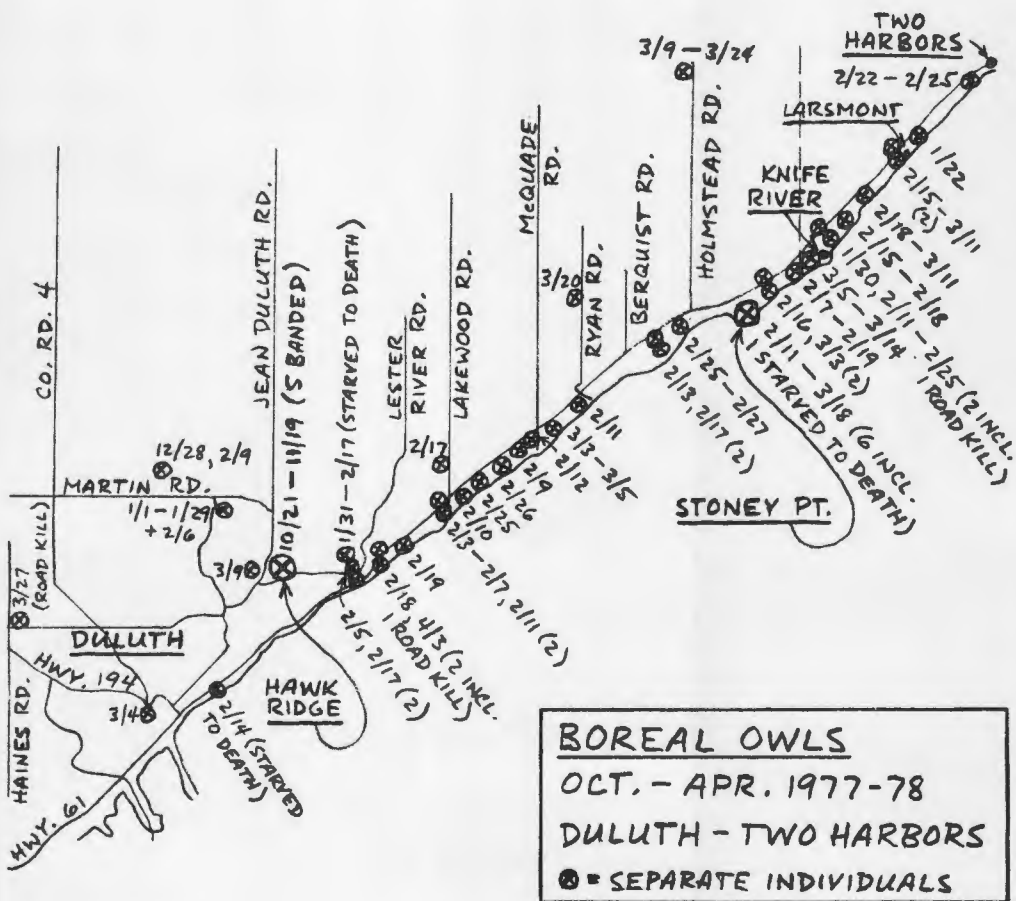 TWO
HARBORS
3/9 – 3/24
2/22 – 2/25
LARSMONT
1/22
2/15 – 3/11
(2)
KNIFE
RIVER
2/18 – 3/11
2/15 – 2/18
1/30, 2/11 – 2/25 (2 INCL.
1 ROAD KILL)
3/5 – 3/14
2/7 – 2/19
2/16, 3/3 (2)
2/11 – 3/18 (6 INCL.
1 STARVED TO DEATH)
STONEY PT.
HOLMSTEAD RD.
BERQUIST RD.
RYAN RD.
3/20
McQUADE
RD.
2/25 – 2/27
2/13, 2/17 (2)
2/11
3/3 – 3/5
2/12
2/9
2/26
2/25
2/10
2/3 – 2/7, 2/11 (2)
2/17
LAKEWOOD RD.
LESTER
RIVER RD.
1/31 – 2/17 (STARVED TO DEATH)
2/19
2/18, 4/3 (2 INCL.
1 ROAD KILL)
2/5, 2/17 (2)
10/21 – 11/19 (5 BANDED)
JEAN DULUTH RD.
HAWK
RIDGE
CO. RD. 4
12/28, 2/9
MARTIN RD.
1/1 – 1/29
+ 2/6
3/9
3/27
(ROAD KILL)
DULUTH
HWY. 194
3/4
2/14 (STARVED
TO DEATH)
HAINES RD.
HWY. 61
BOREAL OWLS
OCT. – APR. 1977-78
DULUTH – TWO HARBORS
⊗ = SEPARATE INDIVIDUALS